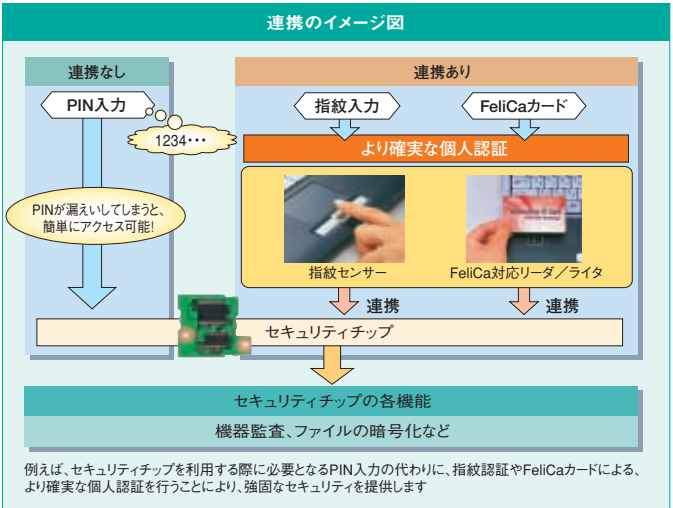 連携のイメージ図
連携なし
PIN入力
1234・・・
PINが漏えいしてしまうと、
簡単にアクセス可能!
連携あり
指紋入力
FeliCaカード
より確実な個人認証
指紋センサー
FeliCa対応リーダ／ライタ
連携
連携
セキュリティチップ
セキュリティチップの各機能
機器監査、ファイルの暗号化など
例えば、セキュリティチップを利用する際に必要となるPIN入力の代わりに、指紋認証やFeliCaカードによる、
より確実な個人認証を行うことにより、強固なセキュリティを提供します